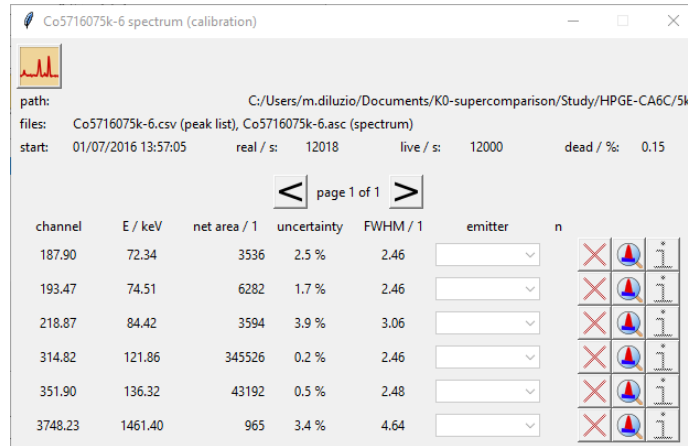 Co5716075k-6 spectrum (calibration)
path: C:/Users/m.diluzio/Documents/K0-supercomparison/Study/HPGE-CA6C/5k
files: Co5716075k-6.csv (peak list), Co5716075k-6.asc (spectrum)
start: 01/07/2016 13:57:05 real / s: 12018 live / s: 12000 dead / %: 0.15
< page 1 of 1 >
channel E / keV net area / 1 uncertainty FWHM / 1 emitter n
187.90 72.34 3536 2.5 % 2.46
193.47 74.51 6282 1.7 % 2.46
218.87 84.42 3594 3.9 % 3.06
314.82 121.86 345526 0.2 % 2.46
351.90 136.32 43192 0.5 % 2.48
3748.23 1461.40 965 3.4 % 4.64